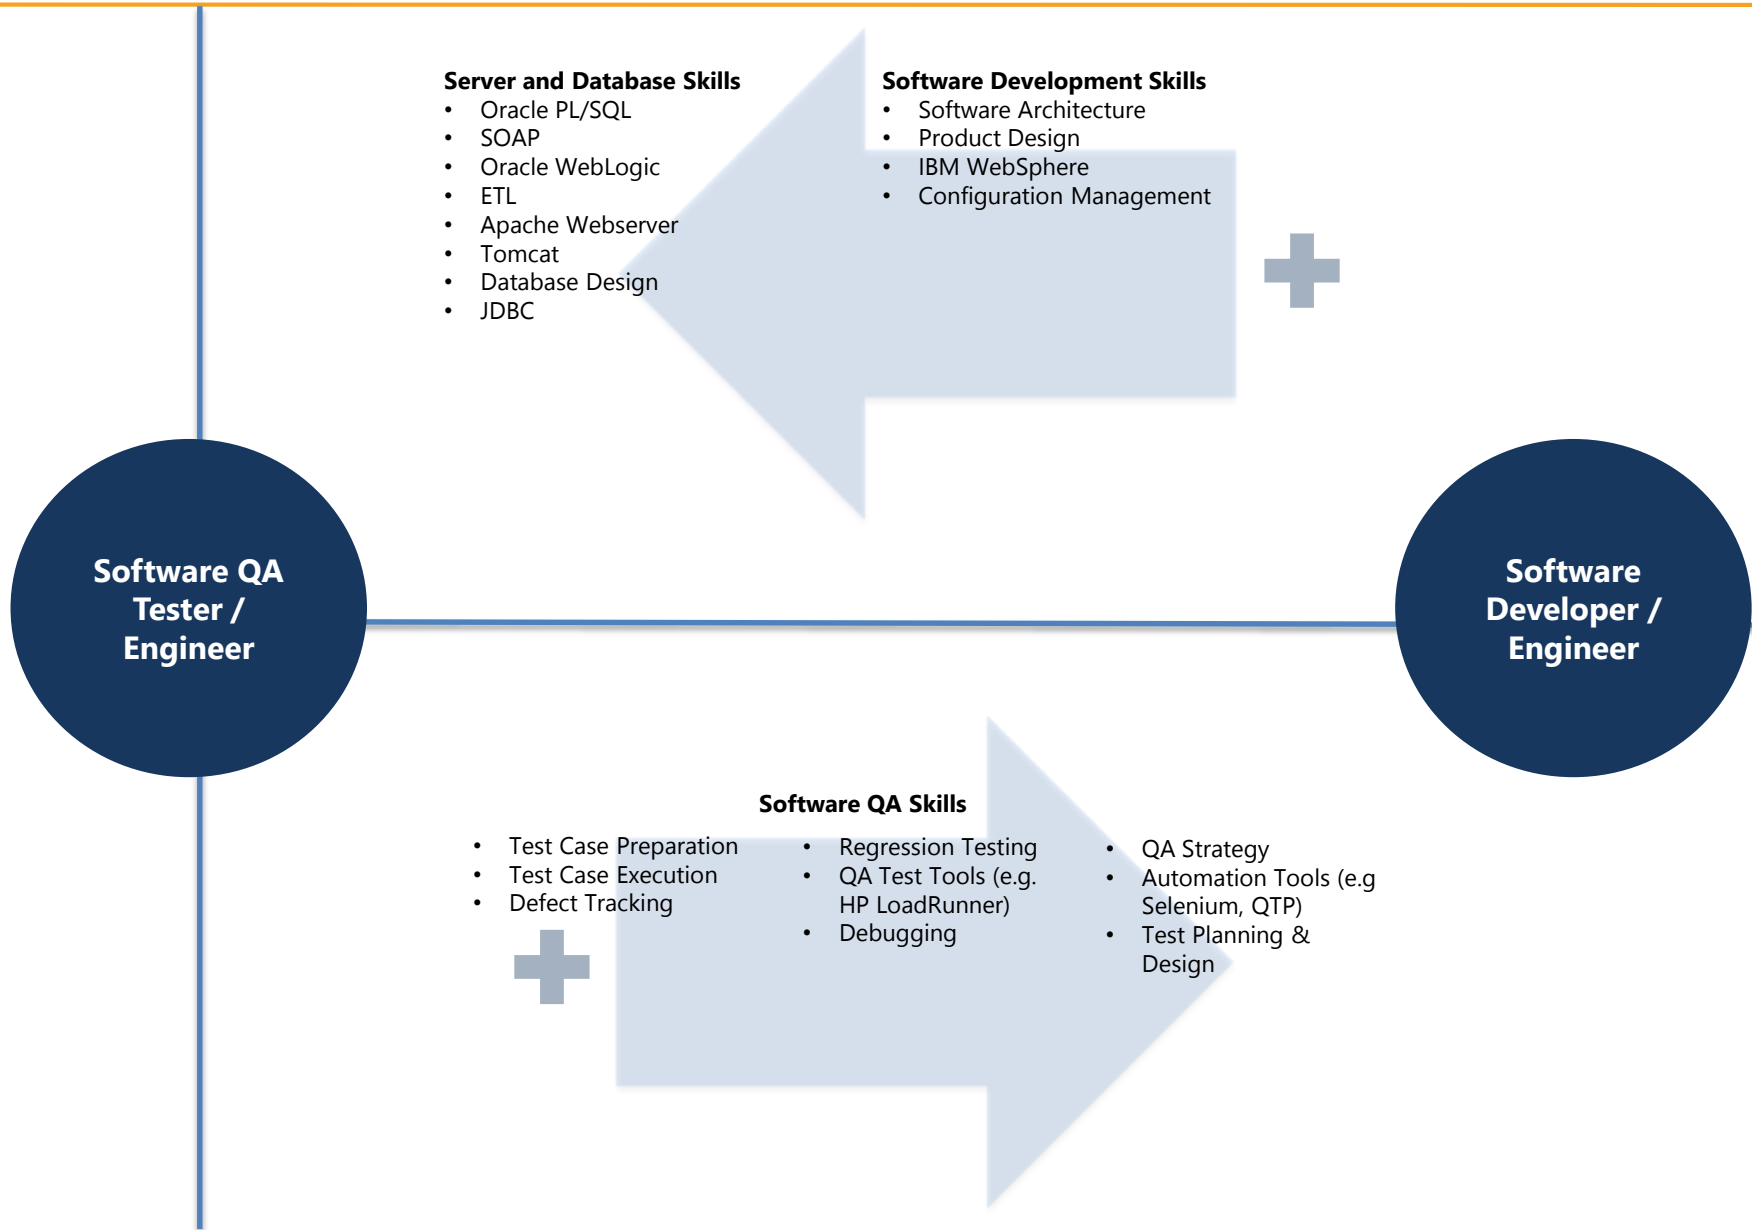 Server and Database Skills
• Oracle PL/SQL
• SOAP
• Oracle WebLogic
• ETL
• Apache Webserver
• Tomcat
• Database Design
• JDBC
Software Development Skills
• Software Architecture
• Product Design
• IBM WebSphere
• Configuration Management
Software QA
Tester /
Engineer
Software
Developer /
Engineer
Software QA Skills
• Test Case Preparation
• Test Case Execution
• Defect Tracking
• Regression Testing
• QA Test Tools (e.g.
HP LoadRunner)
• Debugging
• QA Strategy
• Automation Tools (e.g
Selenium, QTP)
• Test Planning &
Design